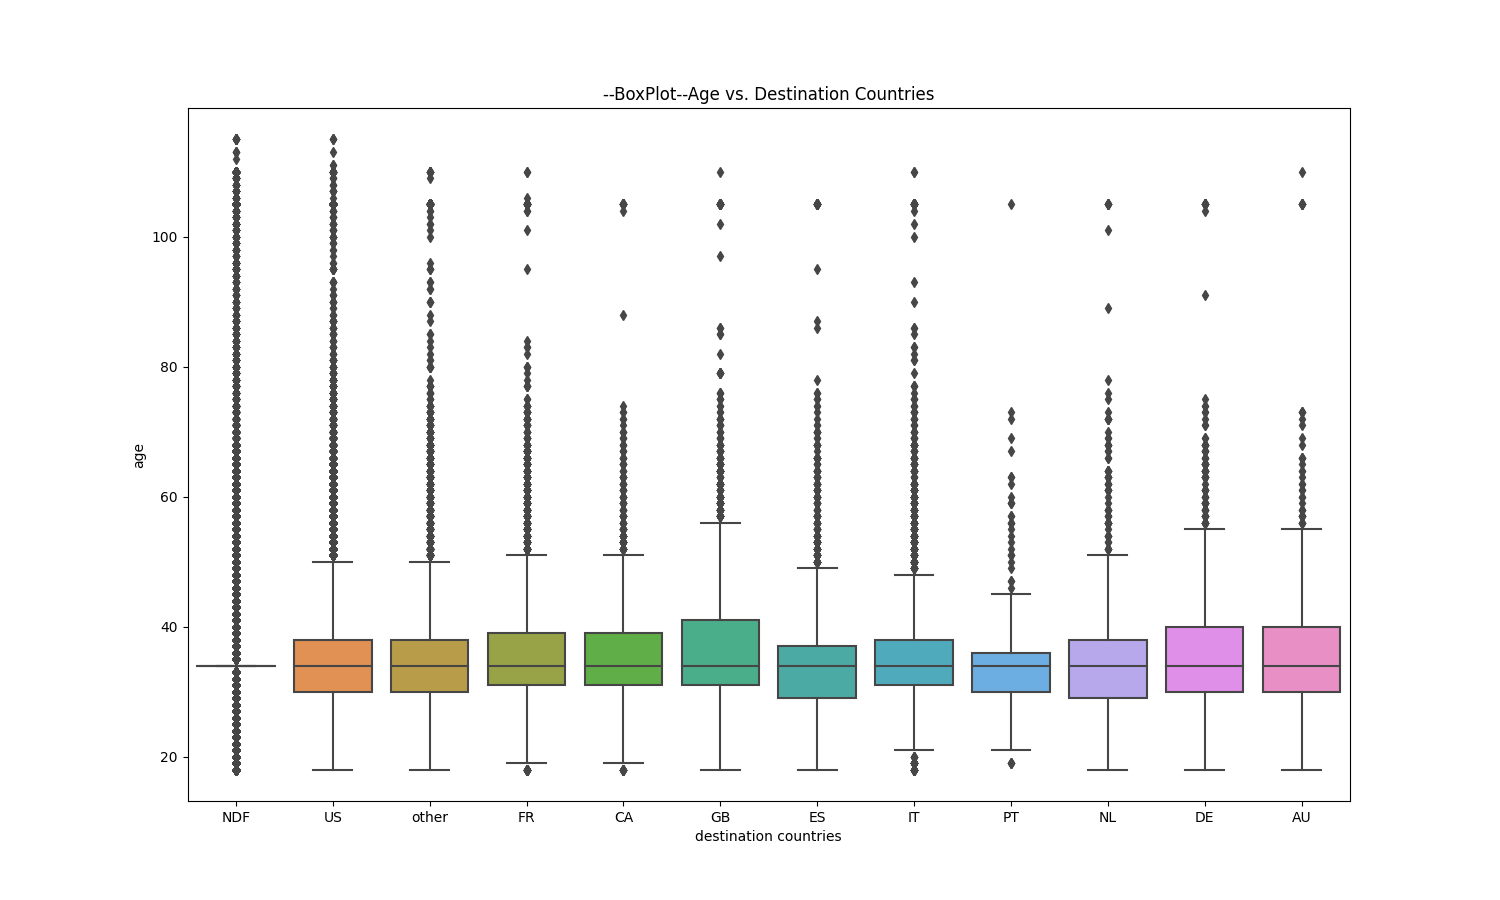 --BoxPlot--Age vs. Destination Countries
100
80
60
40
20
age
NDF US other FR CA GB ES IT PT NL DE AU
destination countries